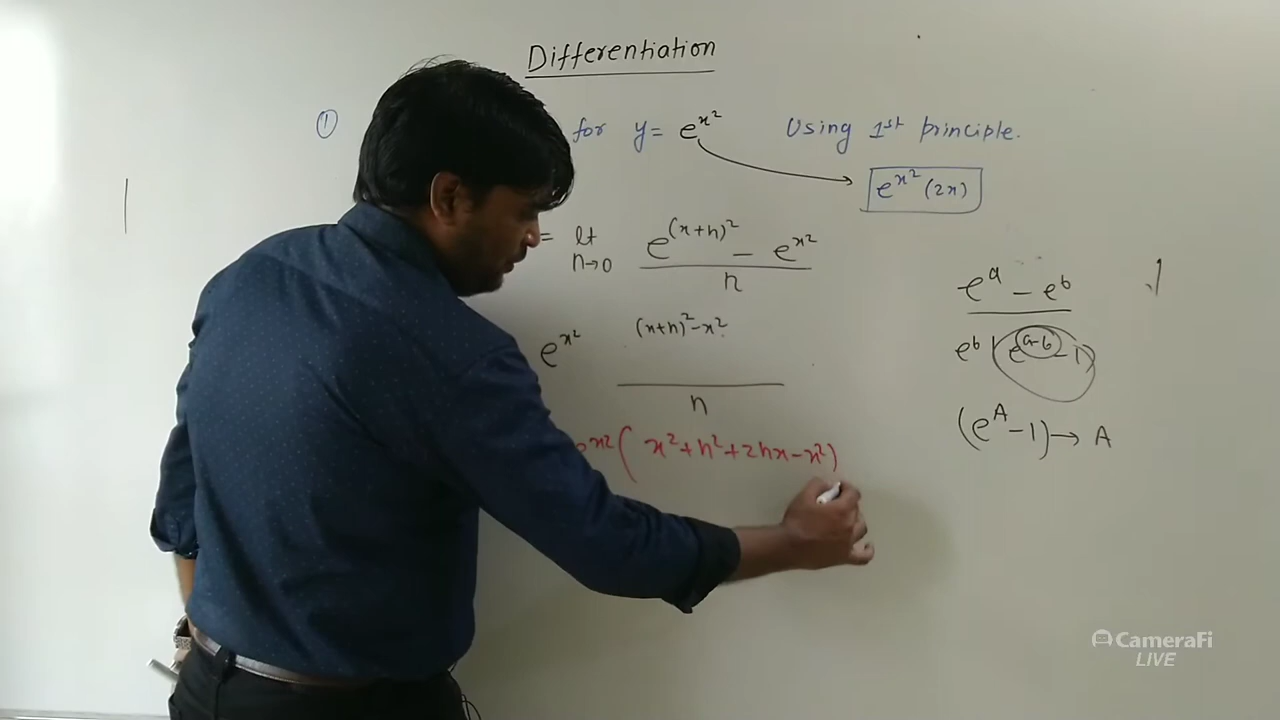 Differentiation
① for y = e^{x²} Using 1st principle.
e^{x²} (2x)
= lt n→0 e^{(x+h)²} - e^{x²} / h
e^a - e^b
e^{x²} (x+h)² - x² / h
e^b (e^{a-b} - 1)
(e^A - 1) → A
e^{x²} ( x² + h² + 2hx - x² )
CameraFi
LIVE